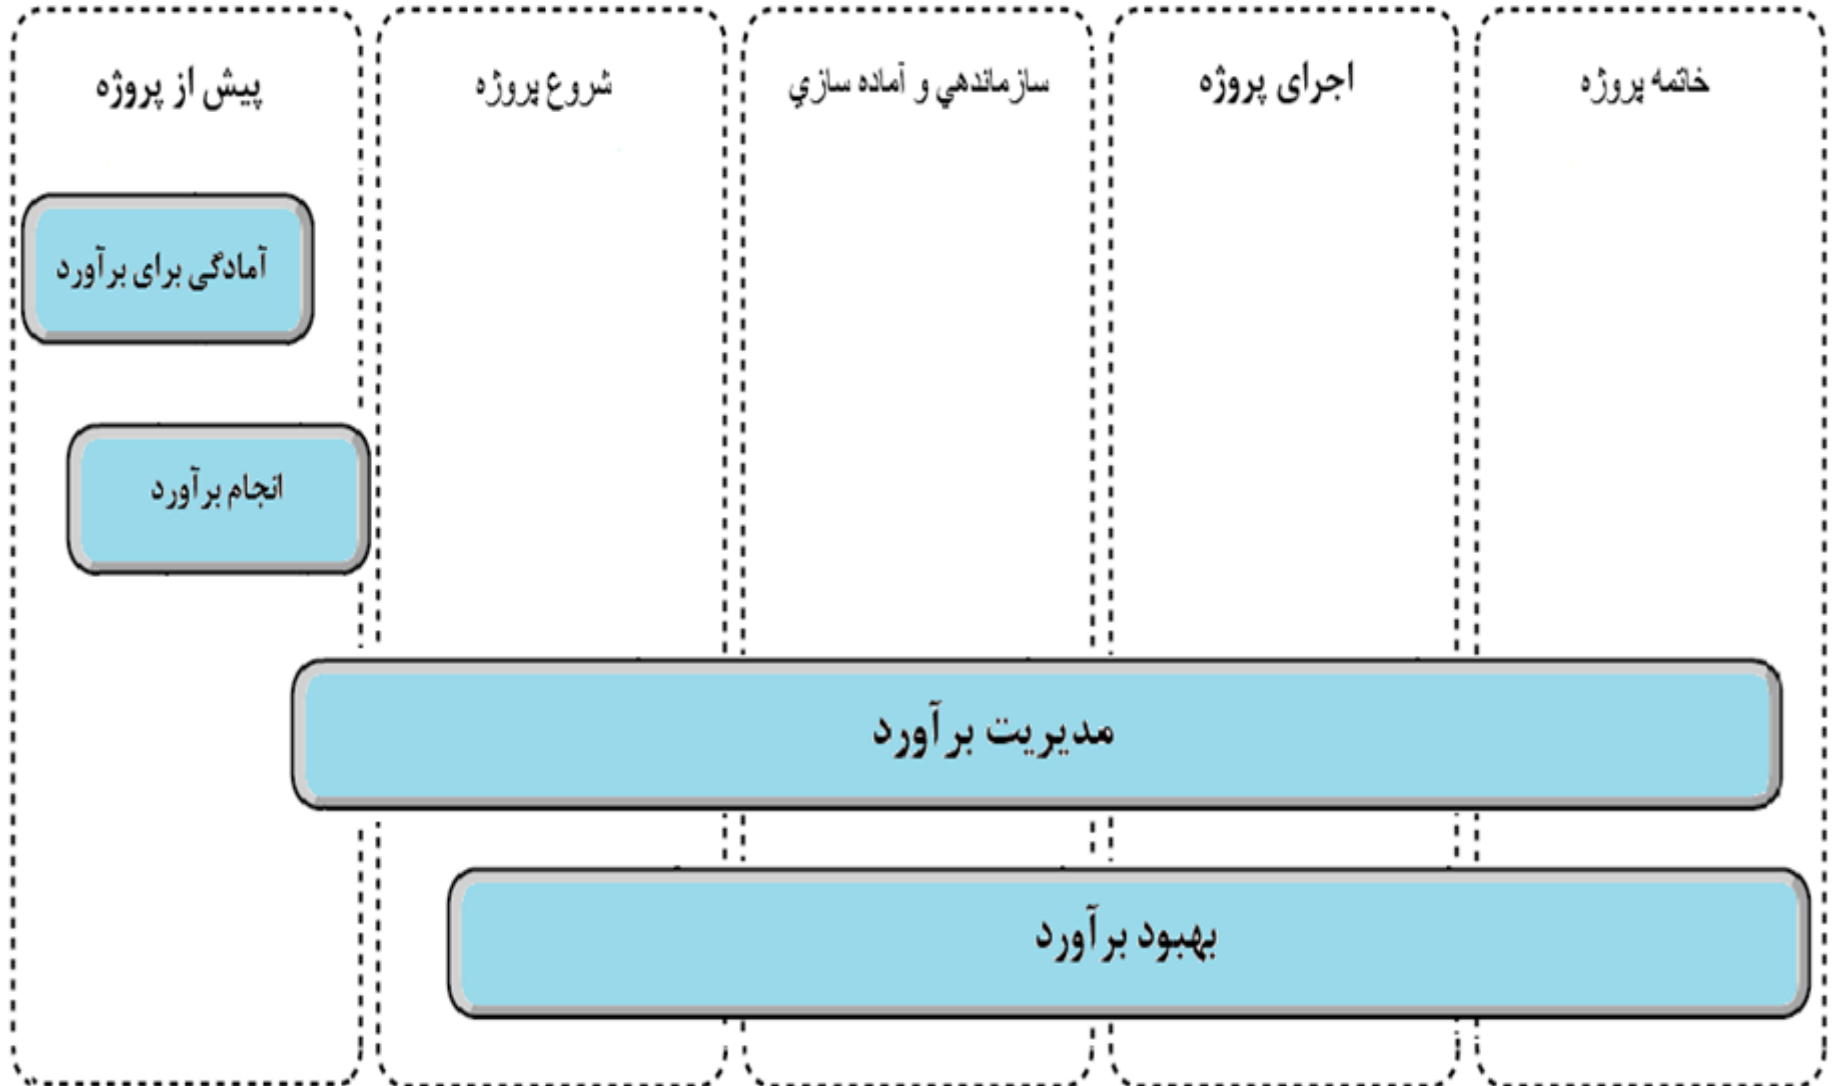 پیش از پروژه
شروع پروژه
سازماندهي و آماده سازي
اجرای پروژه
خاتمه پروژه
آمادگی برای برآورد
انجام برآورد
مدیریت برآورد
بهبود برآورد